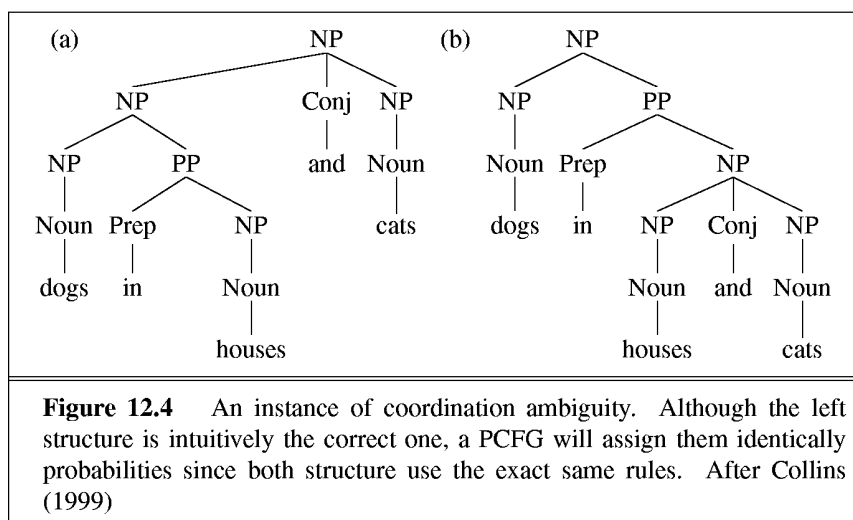 (a) NP (b) NP
NP Conj NP NP PP
NP PP and Noun Noun Prep NP
Noun Prep NP cats dogs in NP Conj NP
dogs in Noun Noun and Noun
houses houses cats
Figure 12.4 An instance of coordination ambiguity. Although the left
structure is intuitively the correct one, a PCFG will assign them identically
probabilities since both structure use the exact same rules. After Collins
(1999)